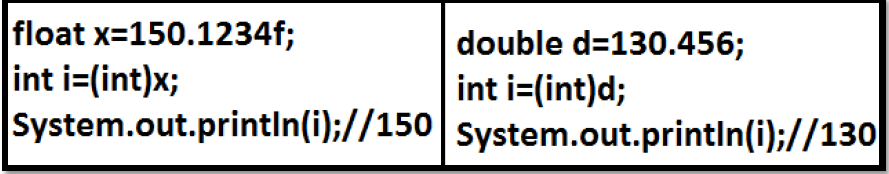 float x=150.1234f;
int i=(int)x;
System.out.println(i);//150
double d=130.456;
int i=(int)d;
System.out.println(i);//130